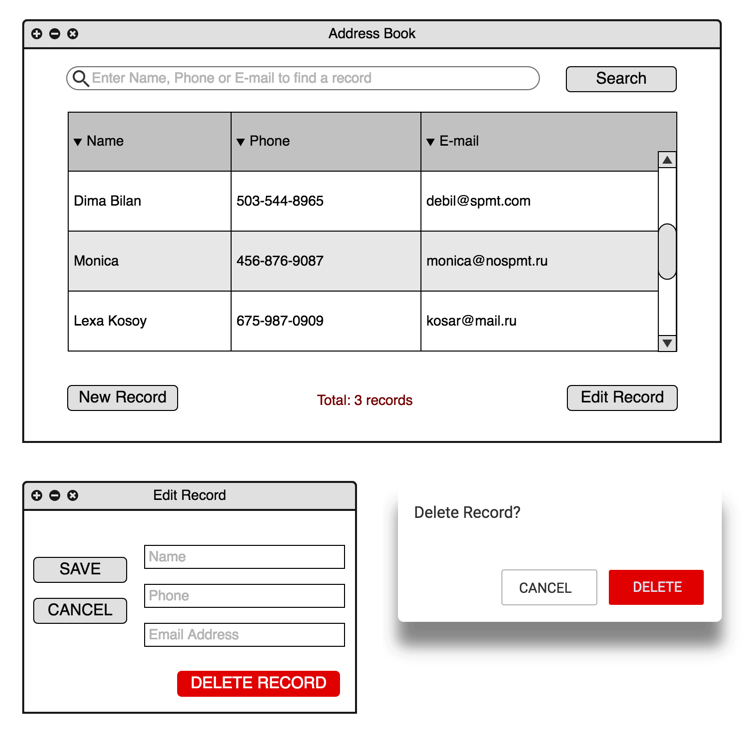 Address Book
Enter Name, Phone or E-mail to find a record
Search
Name Phone E-mail
Dima Bilan 503-544-8965 debil@spmt.com
Monica 456-876-9087 monica@nospmt.ru
Lexa Kosoy 675-987-0909 kosar@mail.ru
New Record Total: 3 records Edit Record
Edit Record
SAVE
CANCEL
Name
Phone
Email Address
DELETE RECORD
Delete Record?
CANCEL DELETE